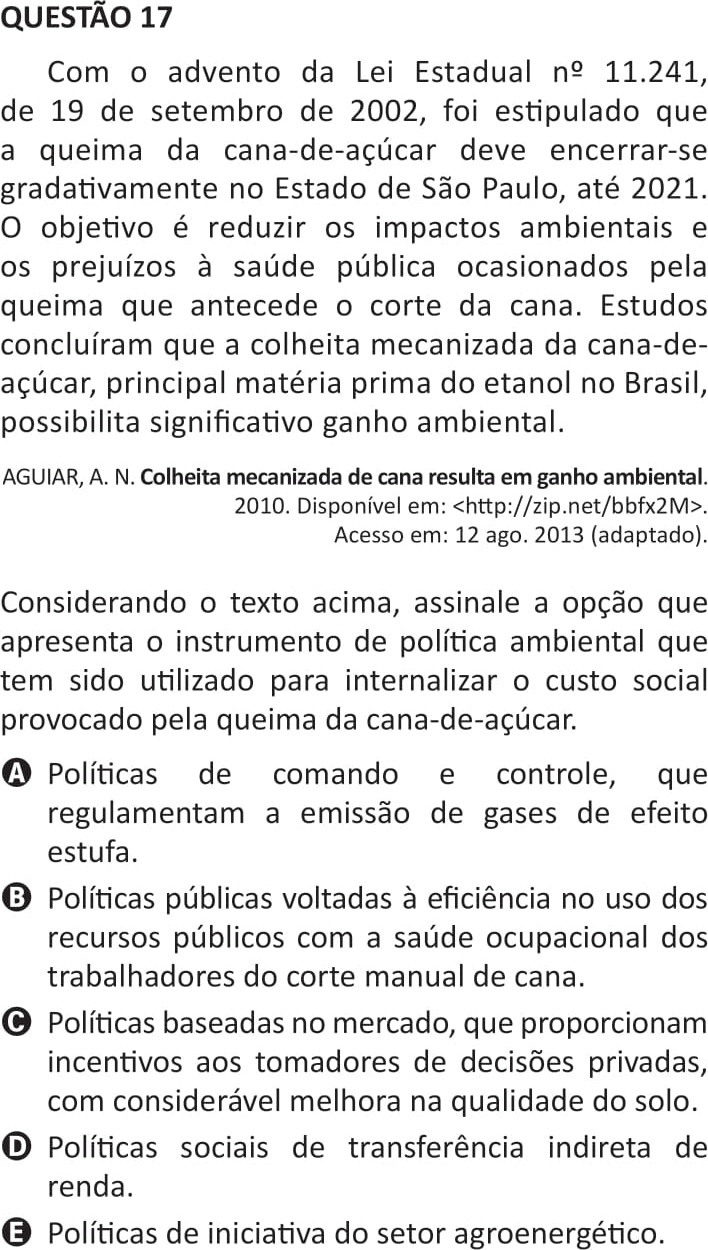 QUESTÃO 17
Com o advento da Lei Estadual nº 11.241,
de 19 de setembro de 2002, foi estipulado que
a queima da cana-de-açúcar deve encerrar-se
gradativamente no Estado de São Paulo, até 2021.
O objetivo é reduzir os impactos ambientais e
os prejuízos à saúde pública ocasionados pela
queima que antecede o corte da cana. Estudos
concluíram que a colheita mecanizada da cana-de-
açúcar, principal matéria prima do etanol no Brasil,
possibilita significativo ganho ambiental.
AGUIAR, A. N. Colheita mecanizada de cana resulta em ganho ambiental.
2010. Disponível em: <http://zip.net/bbfx2M>.
Acesso em: 12 ago. 2013 (adaptado).
Considerando o texto acima, assinale a opção que
apresenta o instrumento de política ambiental que
tem sido utilizado para internalizar o custo social
provocado pela queima da cana-de-açúcar.
A Políticas de comando e controle, que
regulamentam a emissão de gases de efeito
estufa.
B Políticas públicas voltadas à eficiência no uso dos
recursos públicos com a saúde ocupacional dos
trabalhadores do corte manual de cana.
C Políticas baseadas no mercado, que proporcionam
incentivos aos tomadores de decisões privadas,
com considerável melhora na qualidade do solo.
D Políticas sociais de transferência indireta de
renda.
E Políticas de iniciativa do setor agroenergético.